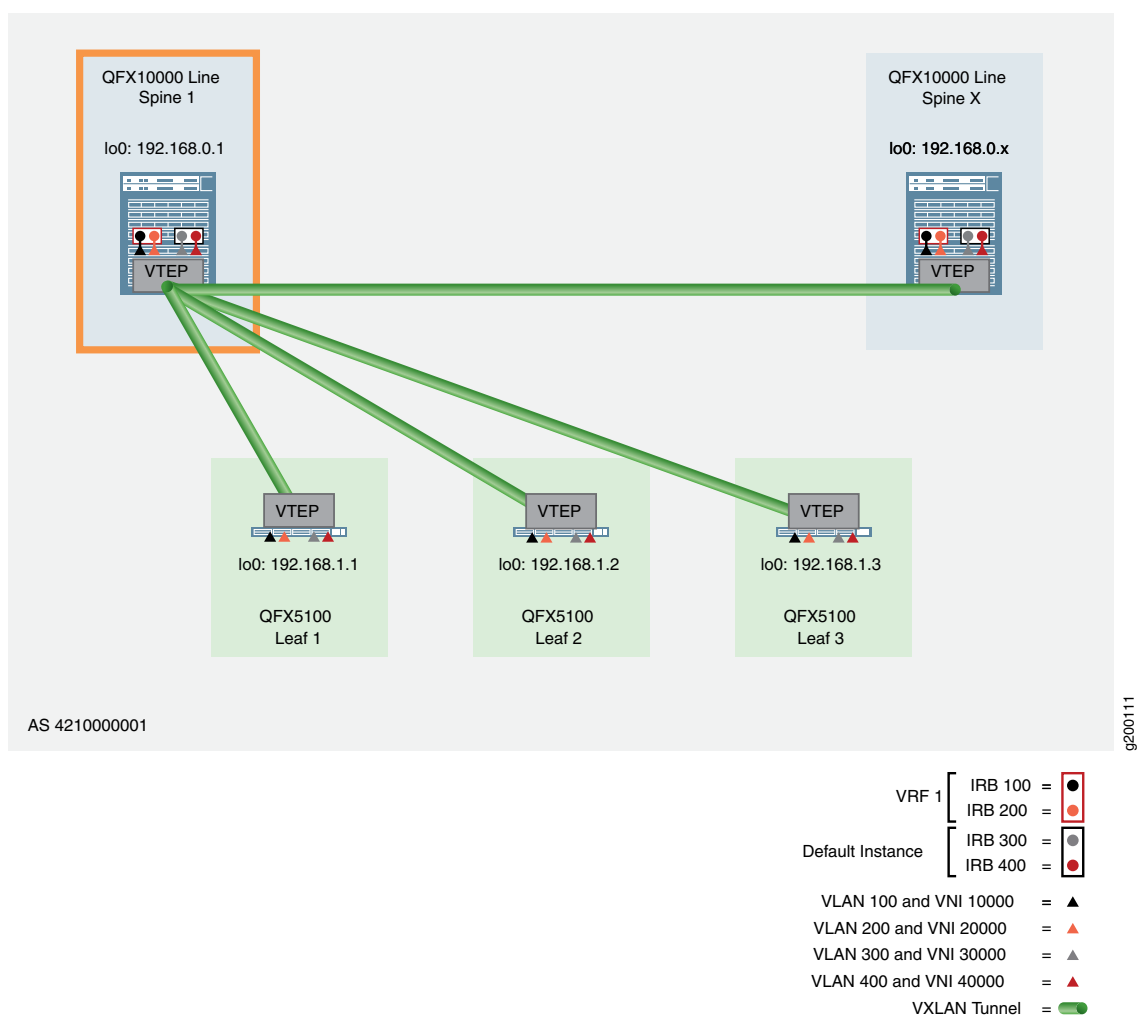 QFX10000 Line
Spine 1
lo0: 192.168.0.1
VTEP
QFX10000 Line
Spine X
lo0: 192.168.0.x
VTEP
VTEP
lo0: 192.168.1.1
QFX5100
Leaf 1
VTEP
lo0: 192.168.1.2
QFX5100
Leaf 2
VTEP
lo0: 192.168.1.3
QFX5100
Leaf 3
AS 4210000001
g200111
VRF 1
IRB 100 =
IRB 200 =
Default Instance
IRB 300 =
IRB 400 =
VLAN 100 and VNI 10000 =
VLAN 200 and VNI 20000 =
VLAN 300 and VNI 30000 =
VLAN 400 and VNI 40000 =
VXLAN Tunnel =